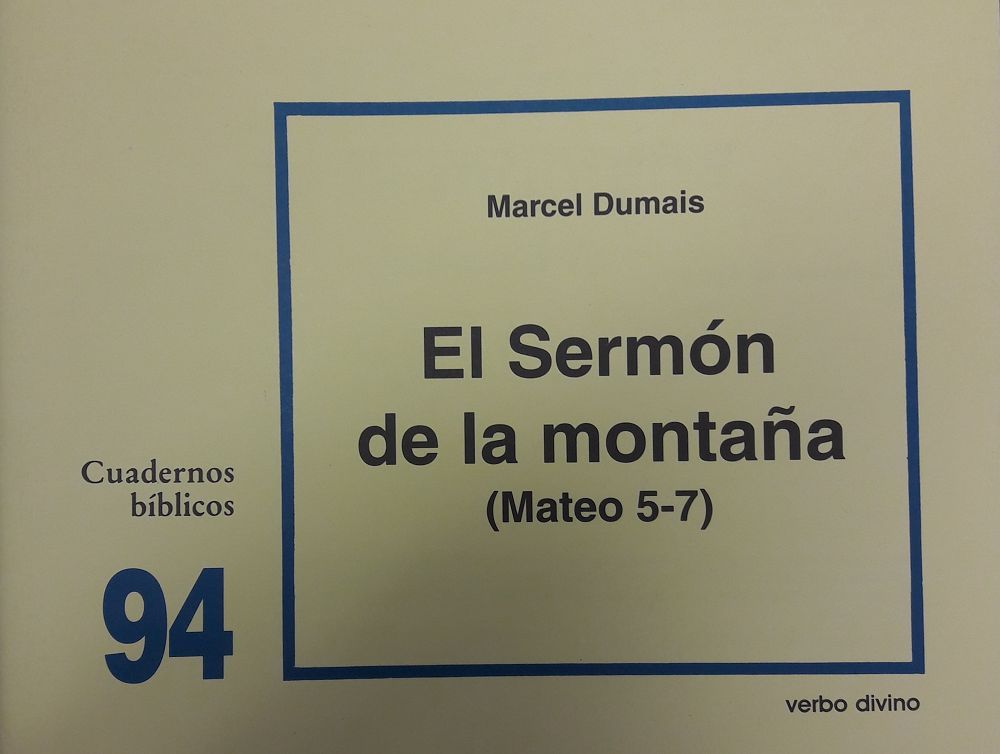 Marcel Dumais
El Sermón
de la montaña
(Mateo 5-7)
Cuadernos
bíblicos
94
verbo divino